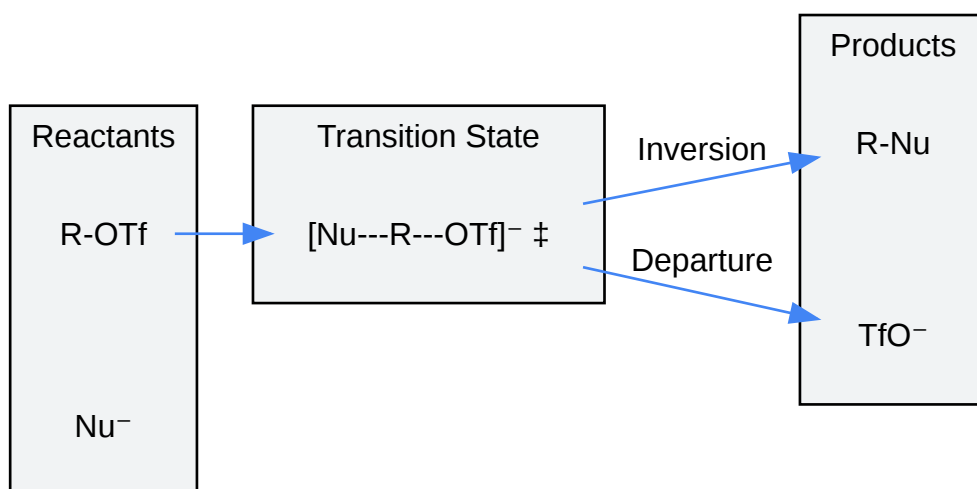 Reactants
R-OTf
Nu⁻
Transition State
[Nu---R---OTf]⁻ ‡
Inversion
Departure
Products
R-Nu
TfO⁻